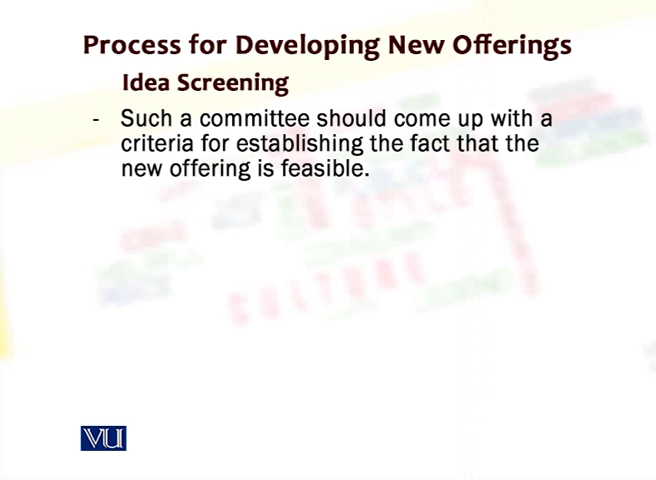 Process for Developing New Offerings
Idea Screening
- Such a committee should come up with a
criteria for establishing the fact that the
new offering is feasible.
CULTURE
VU